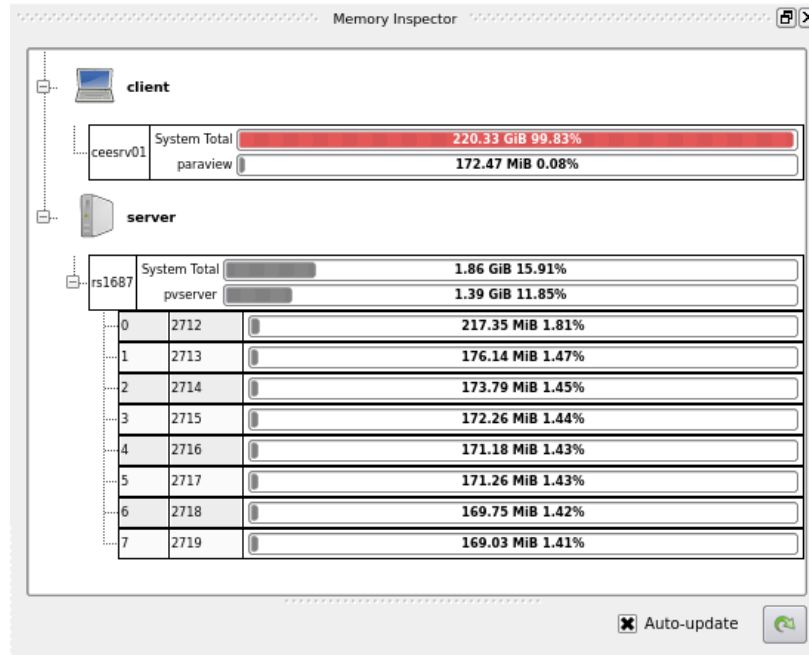 Memory Inspector
client
ceesrv01
System Total 220.33 GiB 99.83%
paraview 172.47 MiB 0.08%
server
rs1687
System Total 1.86 GiB 15.91%
pvserver 1.39 GiB 11.85%
0 2712 217.35 MiB 1.81%
1 2713 176.14 MiB 1.47%
2 2714 173.79 MiB 1.45%
3 2715 172.26 MiB 1.44%
4 2716 171.18 MiB 1.43%
5 2717 171.26 MiB 1.43%
6 2718 169.75 MiB 1.42%
7 2719 169.03 MiB 1.41%
Auto-update